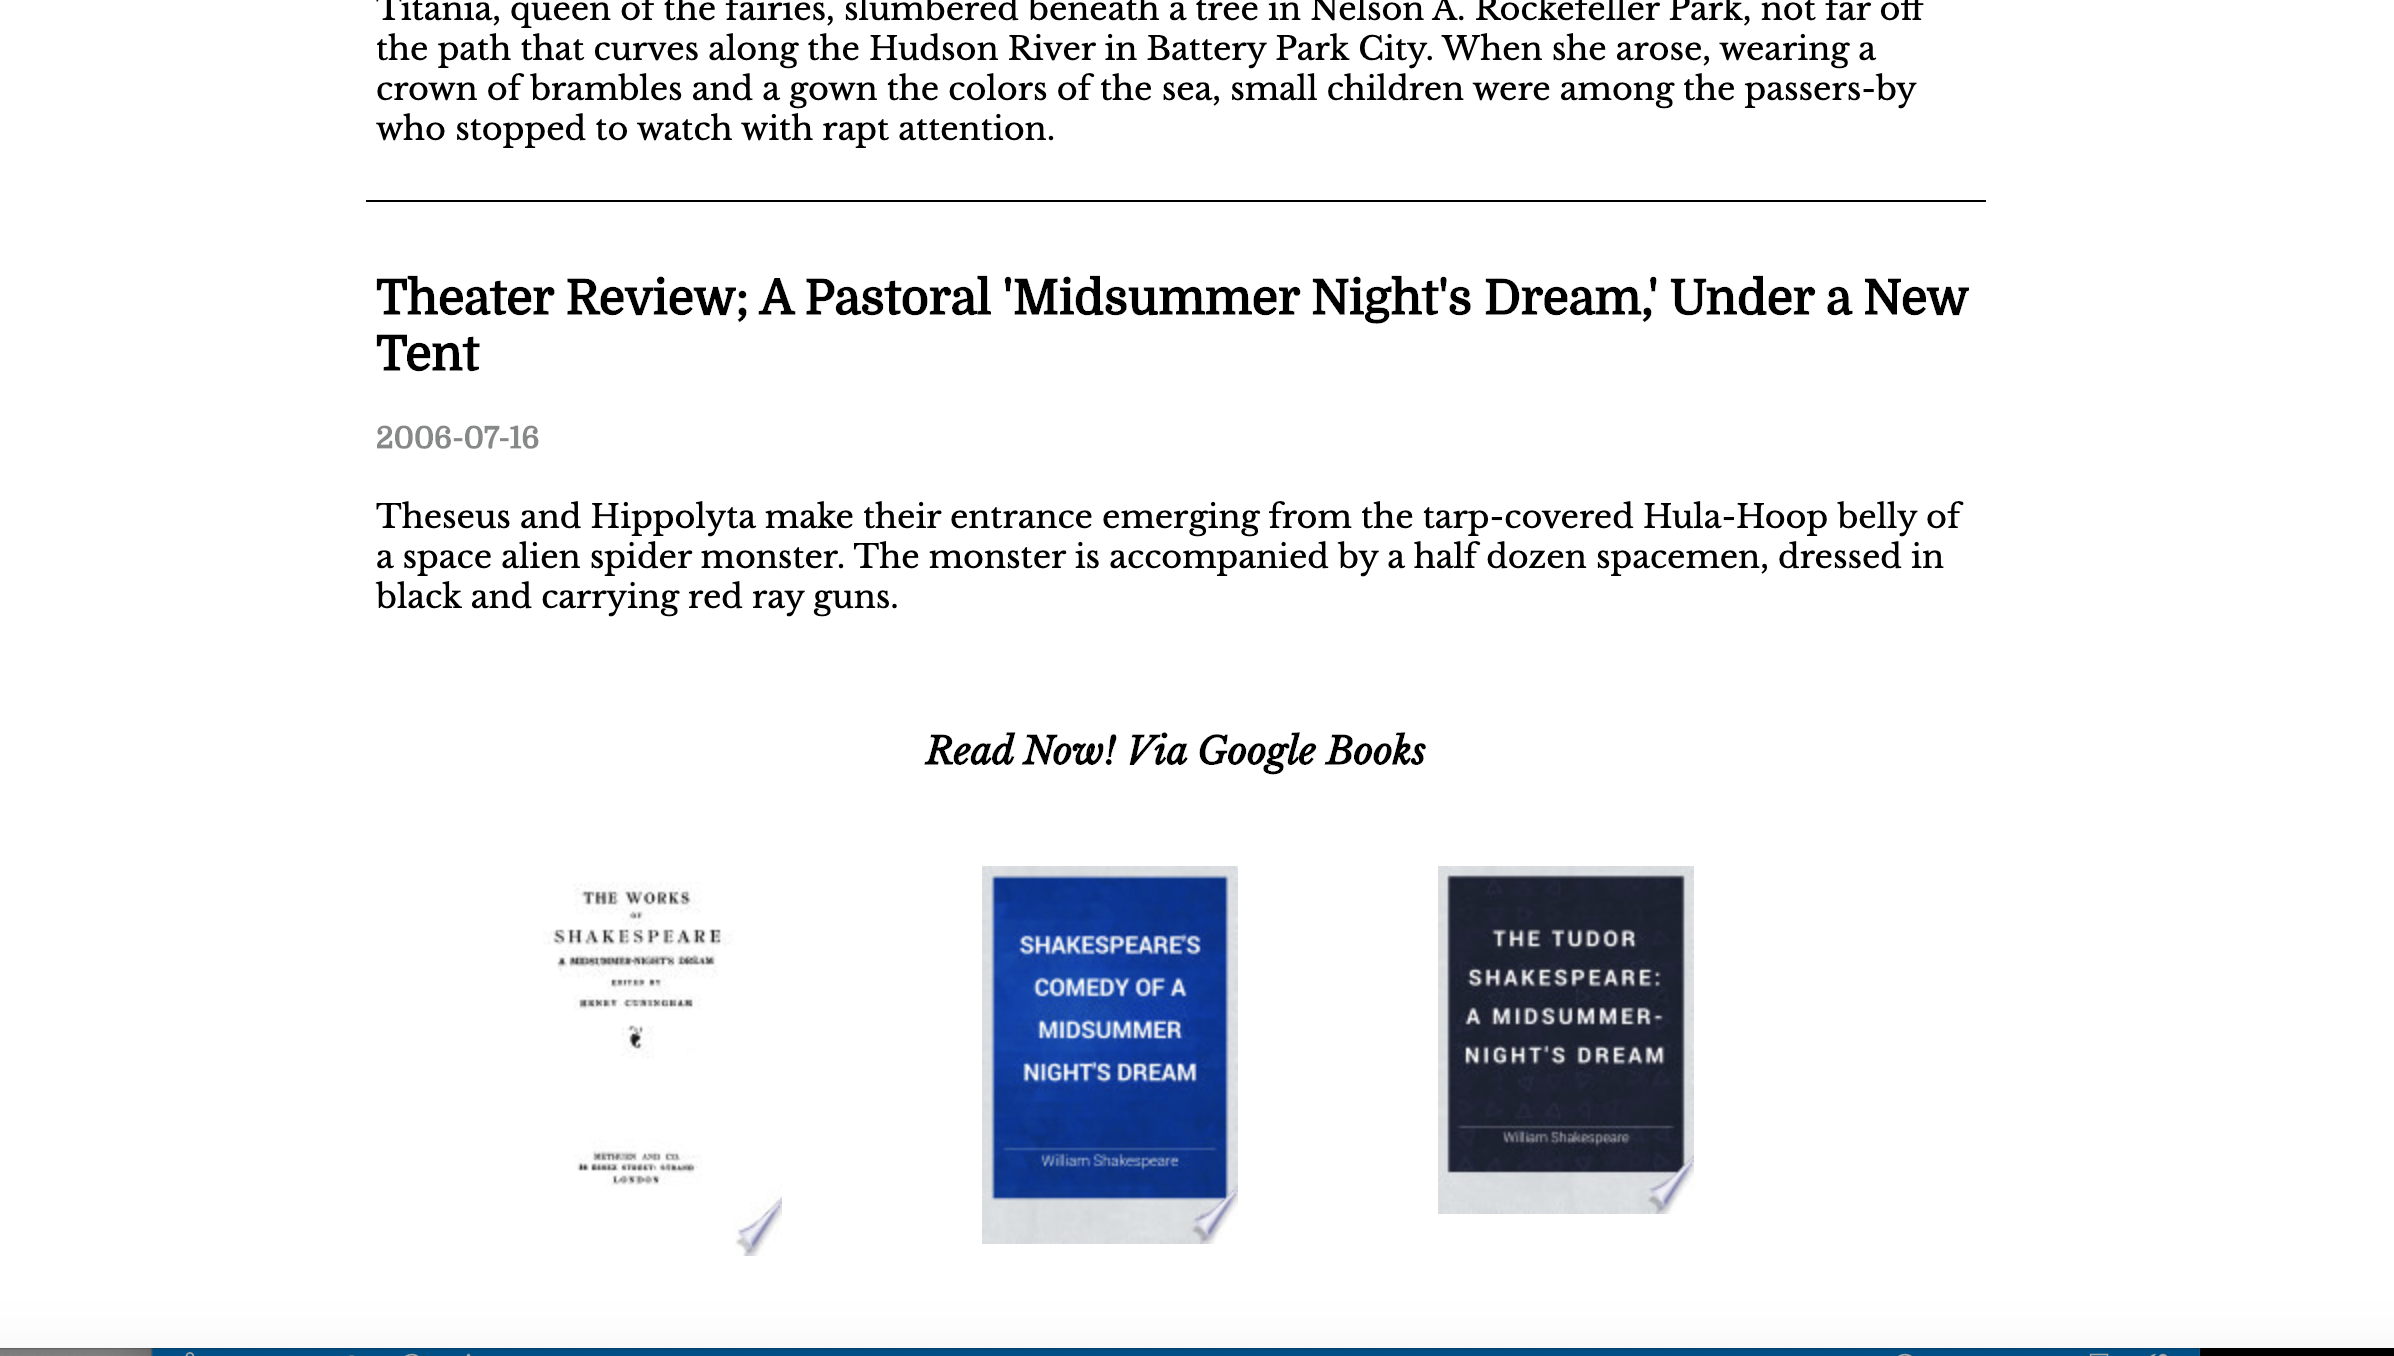 Titania, queen of the fairies, slumbered beneath a tree in Nelson A. Rockefeller Park, not far off
the path that curves along the Hudson River in Battery Park City. When she arose, wearing a
crown of brambles and a gown the colors of the sea, small children were among the passers-by
who stopped to watch with rapt attention.
Theater Review; A Pastoral 'Midsummer Night's Dream,' Under a New
Tent
2006-07-16
Theseus and Hippolyta make their entrance emerging from the tarp-covered Hula-Hoop belly of
a space alien spider monster. The monster is accompanied by a half dozen spacemen, dressed in
black and carrying red ray guns.
Read Now! Via Google Books
THE WORKS
OF
SHAKESPEARE
A MIDSUMMER-NIGHT'S DREAM
EDITED BY
HENRY CUNINGHAM
METHUEN AND CO.
36 ESSEX STREET: STRAND
LONDON
SHAKESPEARE'S
COMEDY OF A
MIDSUMMER
NIGHT'S DREAM
William Shakespeare
THE TUDOR
SHAKESPEARE:
A MIDSUMMER-
NIGHT'S DREAM
William Shakespeare